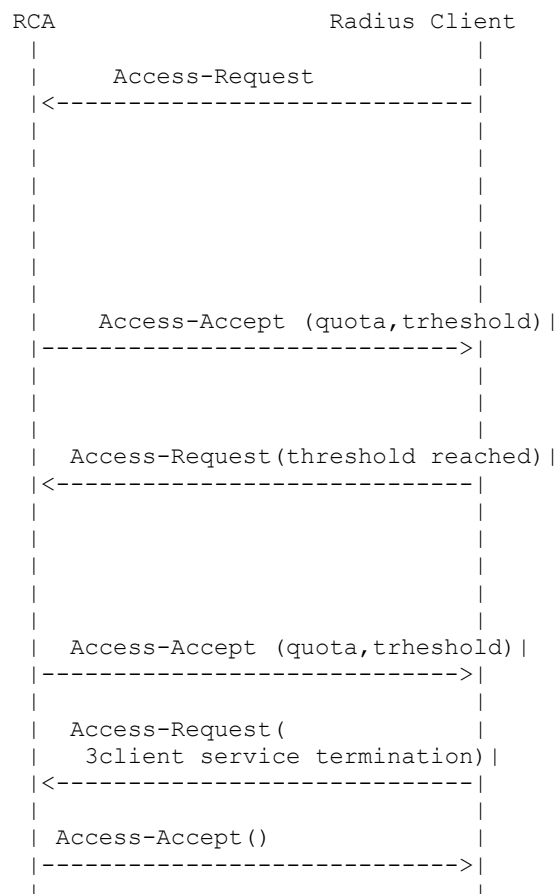 RCA Radius Client
Access-Request
Access-Accept (quota,trheshold)
Access-Request(threshold reached)
Access-Accept (quota,trheshold)
Access-Request(
3client service termination)
Access-Accept()